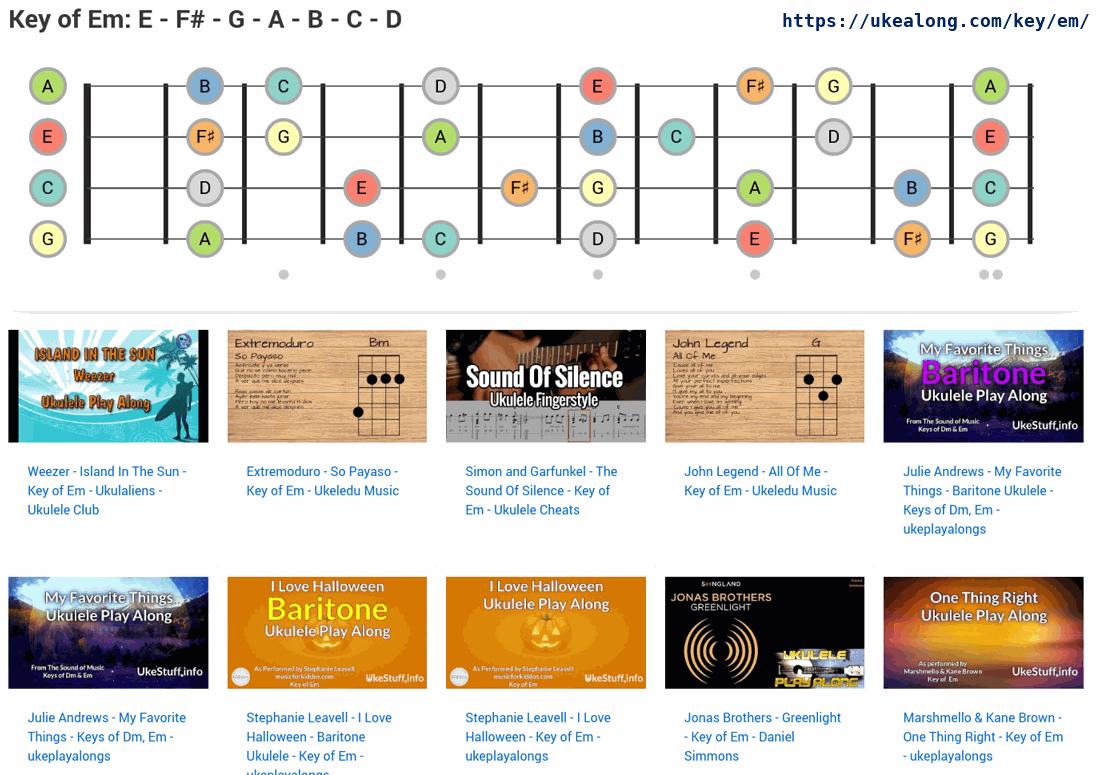 Key of Em: E - F# - G - A - B - C - D
https://ukealong.com/key/em/
A B C D E F♯ G A
E F♯ G A B C D E
C D E F♯ G A B C
G A B C D E F♯ G
ISLAND IN THE SUN
Weezer
Ukulele Play Along
Extremoduro
Bm
So Payaso
Sound Of Silence
Ukulele Fingerstyle
John Legend
G
All Of Me
My Favorite Things
Baritone
Ukulele Play Along
From The Sound of Music
Keys of Dm & Em
UkeStuff.info
Weezer - Island In The Sun -
Key of Em - Ukulaliens -
Ukulele Club
Extremoduro - So Payaso -
Key of Em - Ukeledu Music
Simon and Garfunkel - The
Sound Of Silence - Key of
Em - Ukulele Cheats
John Legend - All Of Me -
Key of Em - Ukeledu Music
Julie Andrews - My Favorite
Things - Baritone Ukulele -
Keys of Dm, Em -
ukeplayalongs
My Favorite Things
Ukulele Play Along
From The Sound of Music
Keys of Dm & Em
UkeStuff.info
I Love Halloween
Baritone
Ukulele Play Along
As Performed by Stephanie Leavell
musicforkiddos.com
Key of Em
UkeStuff.info
I Love Halloween
Ukulele Play Along
As Performed by Stephanie Leavell
musicforkiddos.com
Key of Em
UkeStuff.info
SONGLAND
JONAS BROTHERS
GREENLIGHT
UKULELE
PLAY ALONG
One Thing Right
Ukulele Play Along
As performed by
Marshmello & Kane Brown
Key of Em
UkeStuff.info
Julie Andrews - My Favorite
Things - Keys of Dm, Em -
ukeplayalongs
Stephanie Leavell - I Love
Halloween - Baritone
Ukulele - Key of Em -
ukeplayalongs
Stephanie Leavell - I Love
Halloween - Key of Em -
ukeplayalongs
Jonas Brothers - Greenlight
- Key of Em - Daniel
Simmons
Marshmello & Kane Brown -
One Thing Right - Key of Em
- ukeplayalongs